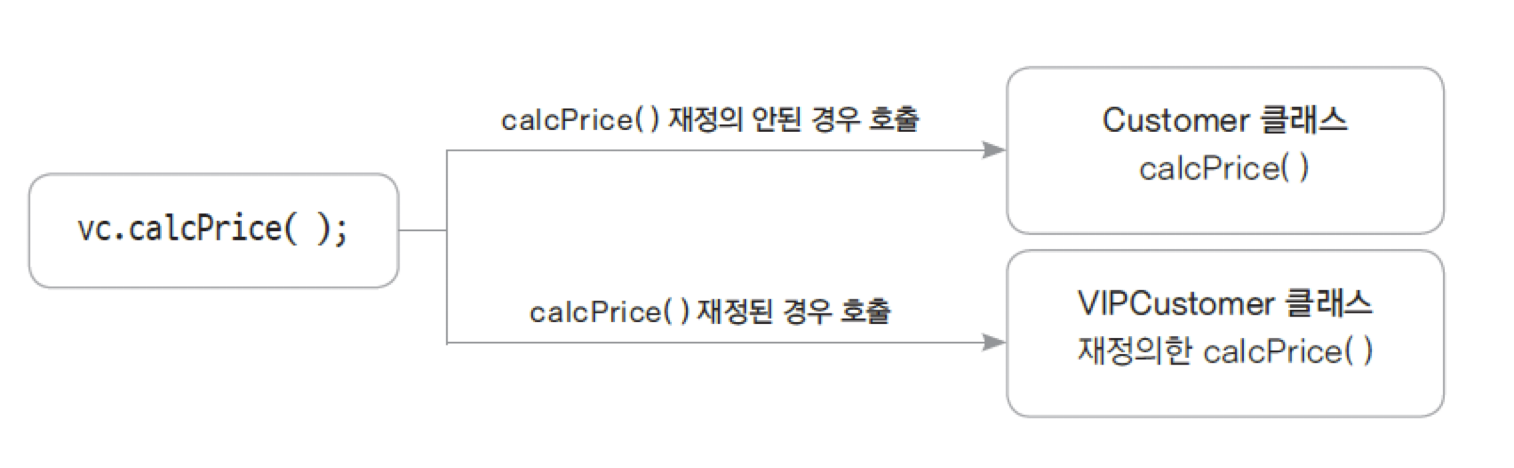 calcPrice( ) 재정의 안된 경우 호출
Customer 클래스
calcPrice( )
vc.calcPrice( );
calcPrice( ) 재정된 경우 호출
VIPCustomer 클래스
재정의한 calcPrice( )